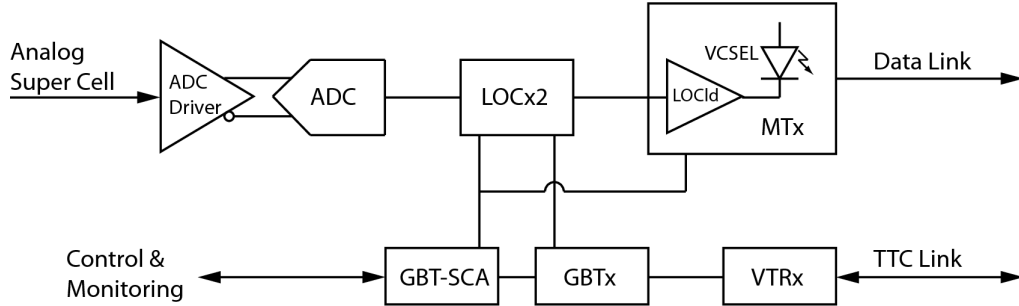 Analog
Super Cell
ADC
Driver
ADC
LOCx2
VCSEL
LOCld
MTx
Data Link
Control &
Monitoring
GBT-SCA
GBTx
VTRx
TTC Link